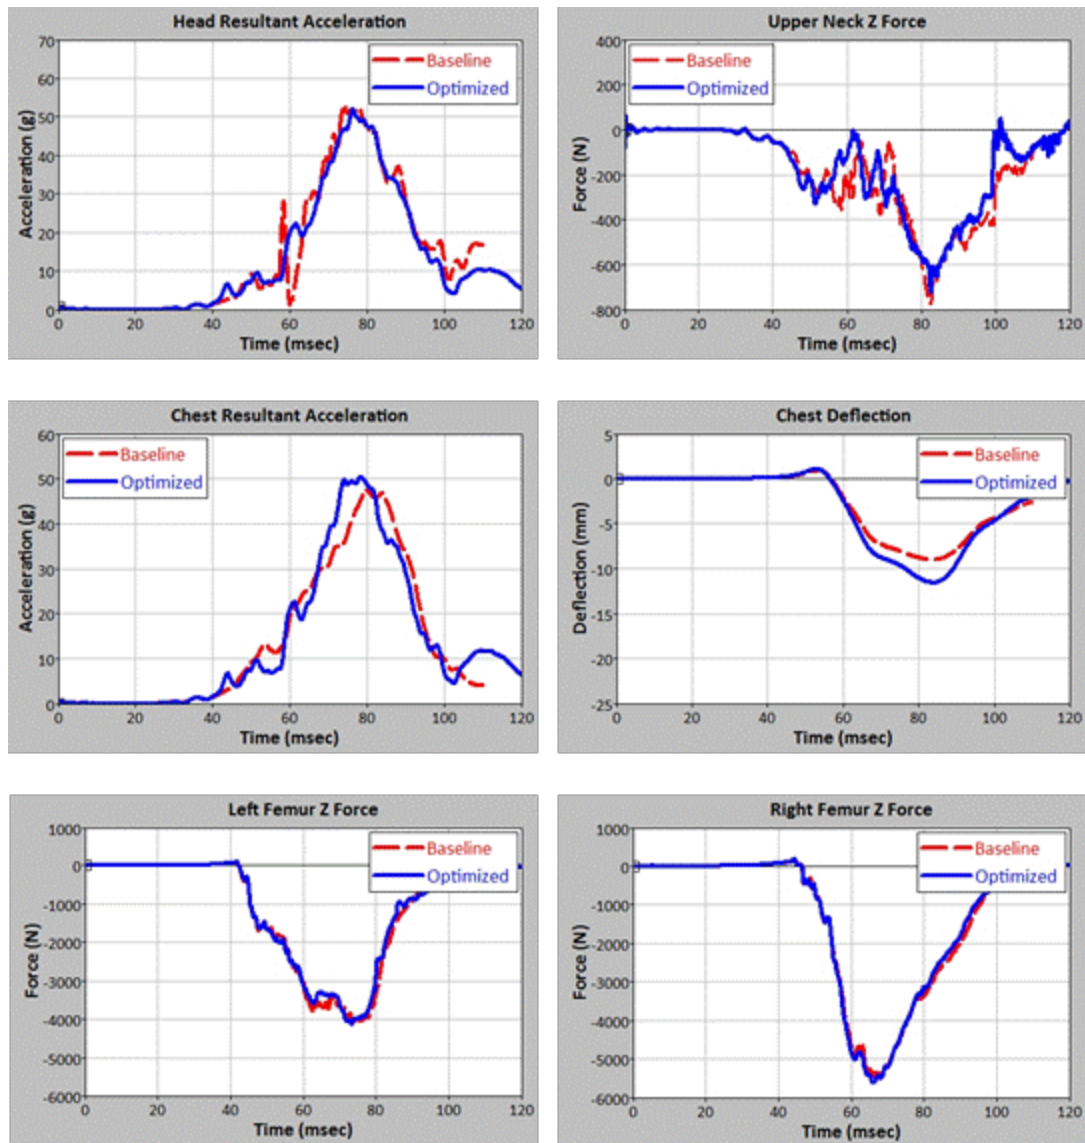 Head Resultant Acceleration
Baseline
Optimized
Acceleration (g)
70
60
50
40
30
20
10
0
0 20 40 60 80 100 120
Time (msec)
Upper Neck Z Force
Baseline
Optimized
Force (N)
400
200
0
-200
-400
-600
-800
0 20 40 60 80 100 120
Time (msec)
Chest Resultant Acceleration
Baseline
Optimized
Acceleration (g)
60
50
40
30
20
10
0
0 20 40 60 80 100 120
Time (msec)
Chest Deflection
Baseline
Optimized
Deflection (mm)
5
0
-5
-10
-15
-20
-25
0 20 40 60 80 100 120
Time (msec)
Left Femur Z Force
Baseline
Optimized
Force (N)
1000
0
-1000
-2000
-3000
-4000
-5000
-6000
0 20 40 60 80 100 120
Time (msec)
Right Femur Z Force
Baseline
Optimized
Force (N)
1000
0
-1000
-2000
-3000
-4000
-5000
-6000
0 20 40 60 80 100 120
Time (msec)